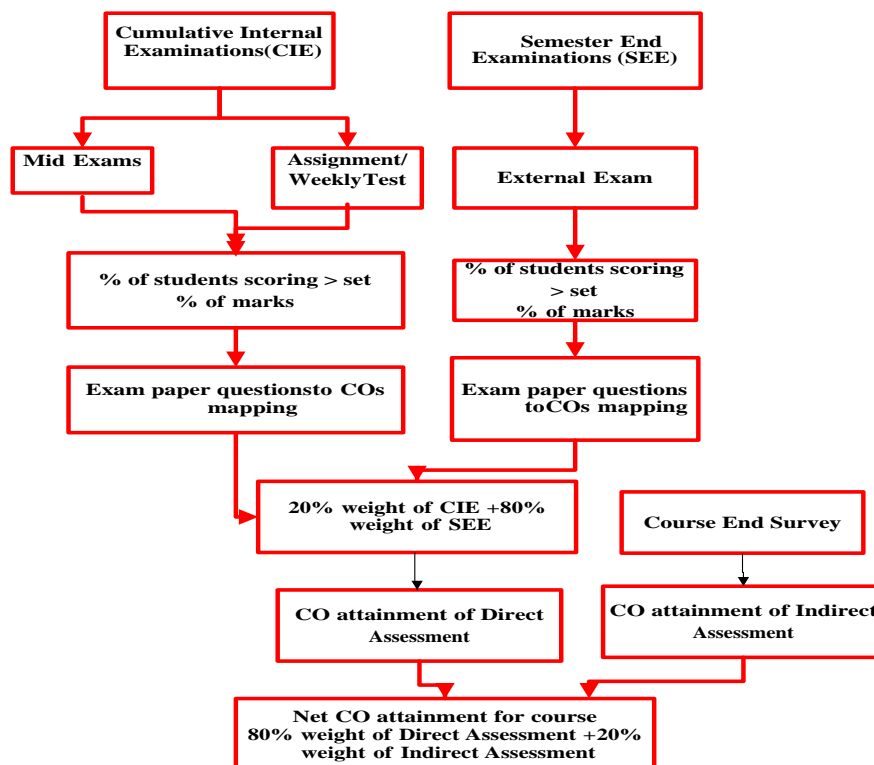 Cumulative Internal
Examinations(CIE)
Semester End
Examinations (SEE)
Mid Exams
Assignment/
WeeklyTest
External Exam
% of students scoring > set
% of marks
% of students scoring
> set
% of marks
Exam paper questionsto COs
mapping
Exam paper questions
toCOs mapping
20% weight of CIE +80%
weight of SEE
Course End Survey
CO attainment of Direct
Assessment
CO attainment of Indirect
Assessment
Net CO attainment for course
80% weight of Direct Assessment +20%
weight of Indirect Assessment